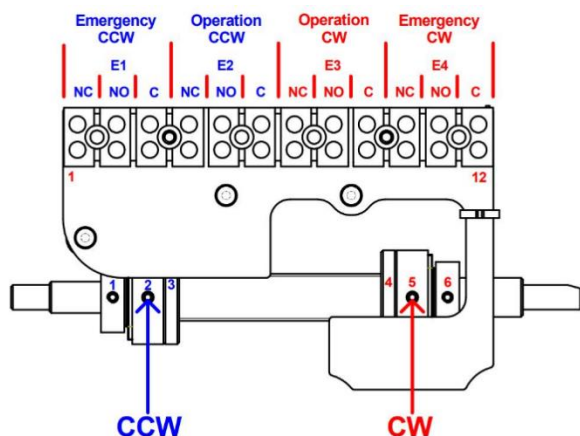 Emergency CCW
Operation CCW
Operation CW
Emergency CW
E1
E2
E3
E4
NC NO C NC NO C NC NO C NC NO C
1
12
1 2 3
4 5 6
CCW
CW